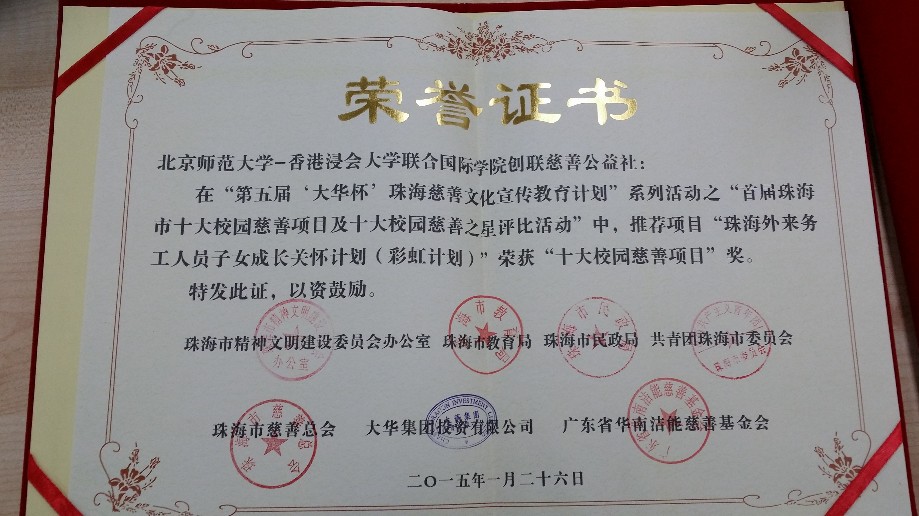 荣誉证书
北京师范大学-香港浸会大学联合国际学院创联慈善公益社：
在“第五届‘大华杯’珠海慈善文化宣传教育计划”系列活动之“首届珠海
市十大校园慈善项目及十大校园慈善之星评比活动”中，推荐项目“珠海外来务
工人员子女成长关怀计划（彩虹计划）”荣获“十大校园慈善项目”奖。
特发此证，以资鼓励。
珠海市精神文明建设委员会办公室 珠海市教育局 珠海市民政局 共青团珠海市委员会
珠海市慈善总会 大华集团投资有限公司 广东省华南洁能慈善基金会
二〇一五年一月二十六日